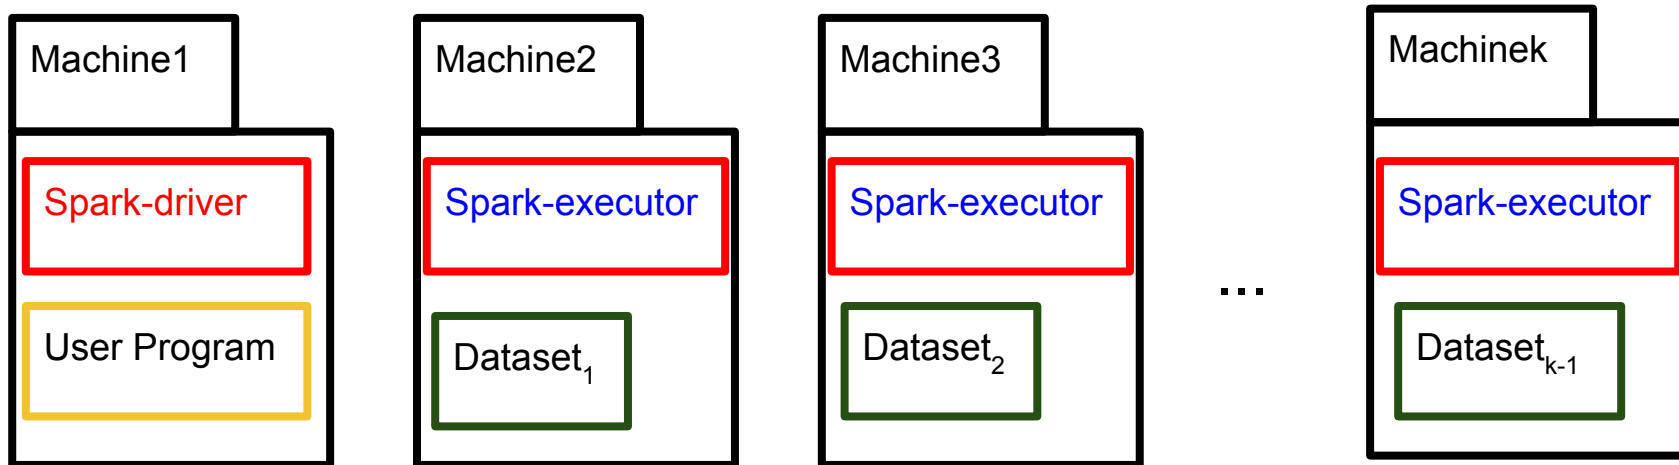 Machine1
Spark-driver
User Program
Machine2
Spark-executor
Dataset1
Machine3
Spark-executor
Dataset2
...
Machinek
Spark-executor
Datasetk-1